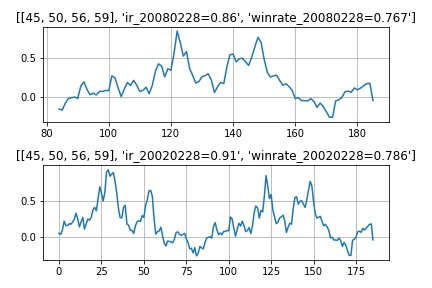 [[45, 50, 56, 59], 'ir_20080228=0.86', 'winrate_20080228=0.767']
0.5
0.0
80 100 120 140 160 180
[[45, 50, 56, 59], 'ir_20020228=0.91', 'winrate_20020228=0.786']
0.5
0.0
0 25 50 75 100 125 150 175